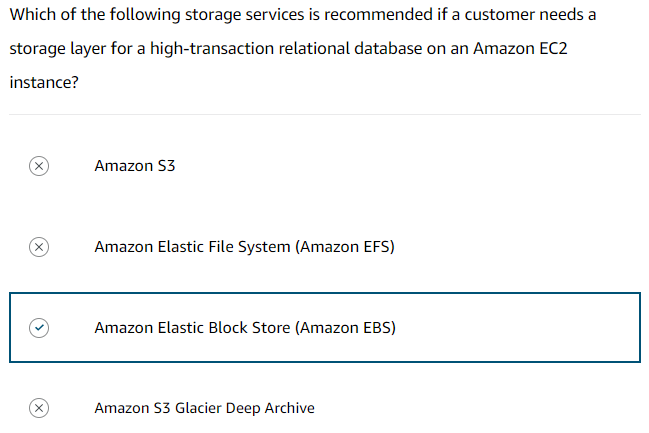 Which of the following storage services is recommended if a customer needs a
storage layer for a high-transaction relational database on an Amazon EC2
instance?
Amazon S3
Amazon Elastic File System (Amazon EFS)
Amazon Elastic Block Store (Amazon EBS)
Amazon S3 Glacier Deep Archive